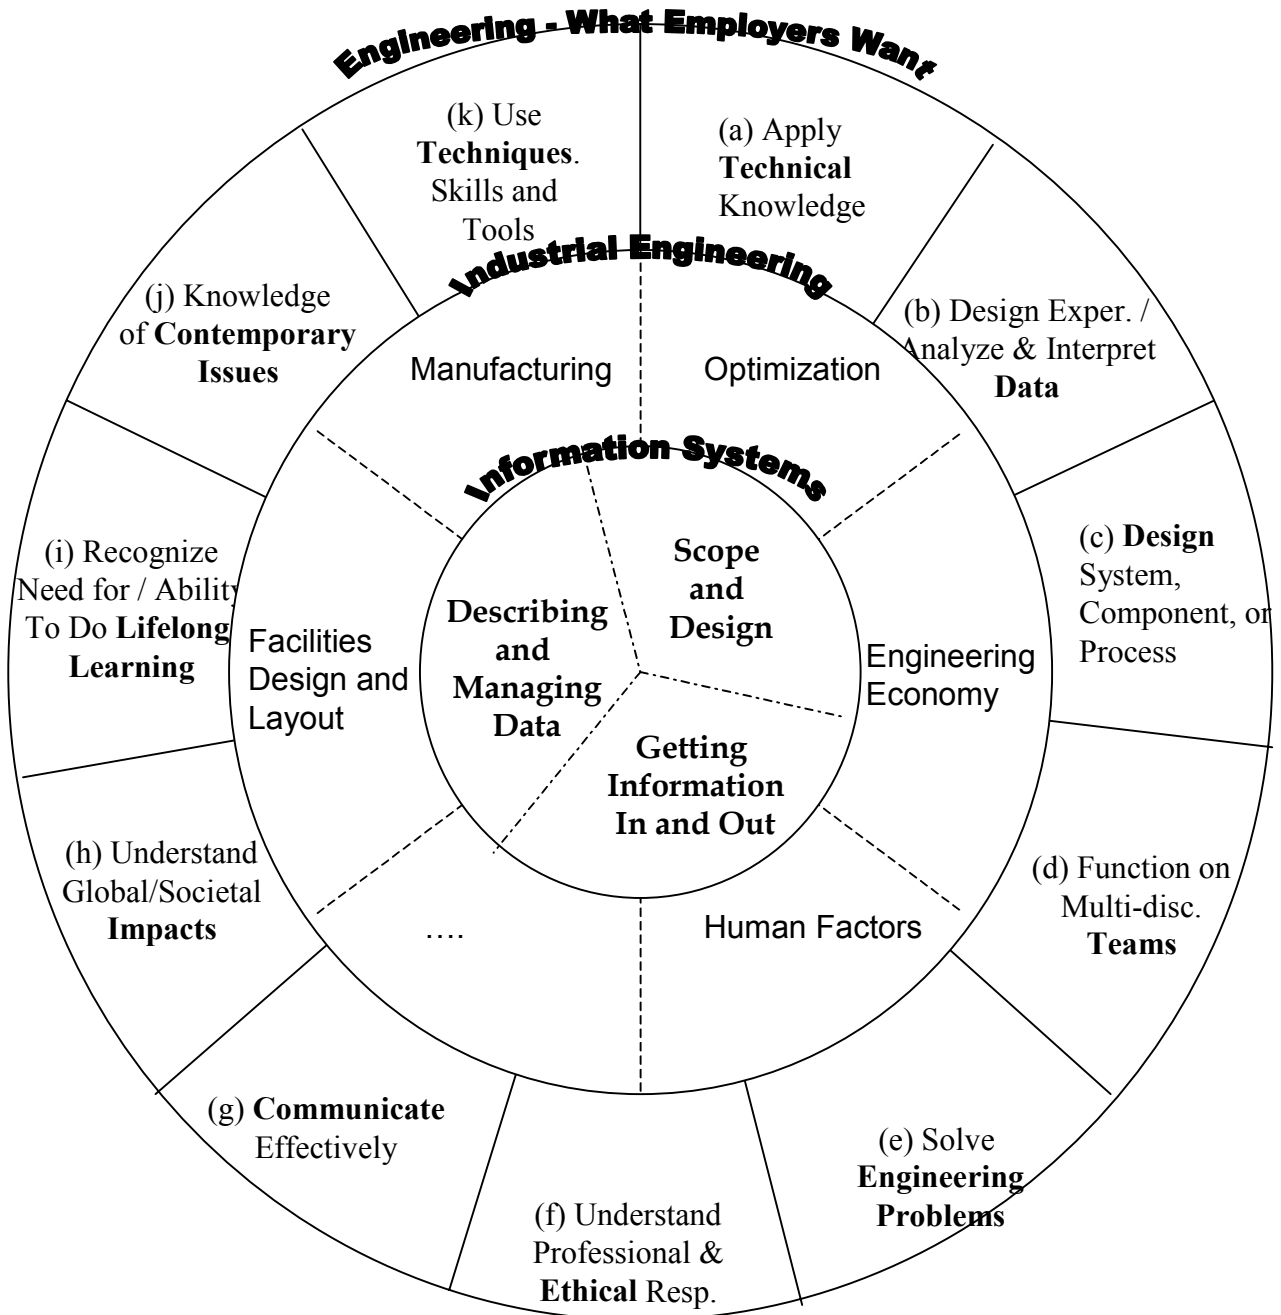 Engineering - What Employers Want
(k) Use
Techniques.
Skills and
Tools
(a) Apply
Technical
Knowledge
(b) Design Exper. /
Analyze & Interpret
Data
(c) Design
System,
Component, or
Process
(d) Function on
Multi-disc.
Teams
(e) Solve
Engineering
Problems
(f) Understand
Professional &
Ethical Resp.
(g) Communicate
Effectively
(h) Understand
Global/Societal
Impacts
(i) Recognize
Need for / Ability
To Do Lifelong
Learning
(j) Knowledge
of Contemporary
Issues
Industrial Engineering
Manufacturing
Optimization
Engineering
Economy
Human Factors
....
Facilities
Design and
Layout
Information Systems
Scope
and
Design
Describing
and
Managing
Data
Getting
Information
In and Out